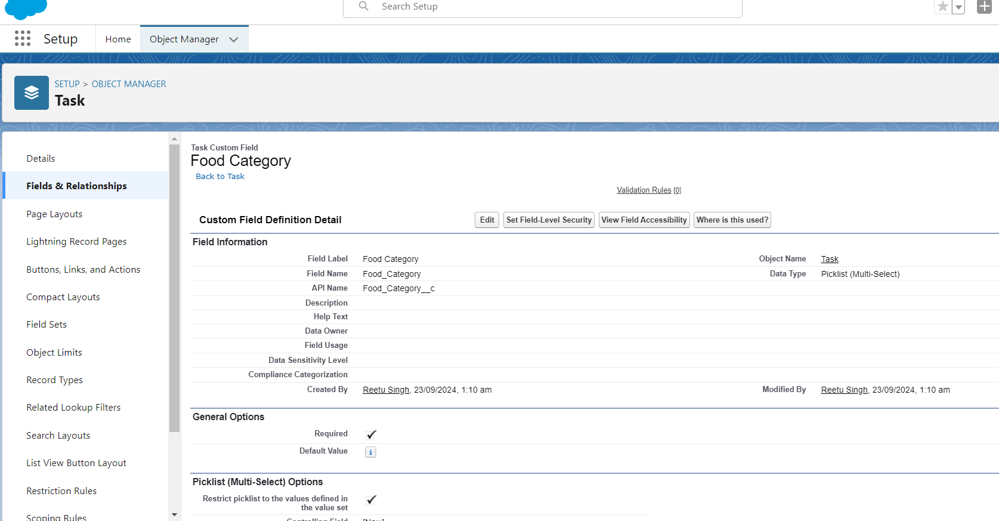 Search Setup
Setup
Home
Object Manager
SETUP > OBJECT MANAGER
Task
Details
Fields & Relationships
Page Layouts
Lightning Record Pages
Buttons, Links, and Actions
Compact Layouts
Field Sets
Object Limits
Record Types
Related Lookup Filters
Search Layouts
List View Button Layout
Restriction Rules
Scoping Rules
Task Custom Field
Food Category
Back to Task
Validation Rules [0]
Custom Field Definition Detail
Edit
Set Field-Level Security
View Field Accessibility
Where is this used?
Field Information
Field Label Food Category Object Name Task
Field Name Food_Category Data Type Picklist (Multi-Select)
API Name Food_Category__c
Description
Help Text
Data Owner
Field Usage
Data Sensitivity Level
Compliance Categorization
Created By Reetu Singh, 23/09/2024, 1:10 am Modified By Reetu Singh, 23/09/2024, 1:10 am
General Options
Required
Default Value
Picklist (Multi-Select) Options
Restrict picklist to the values defined in
the value set
Controlling Field [New]